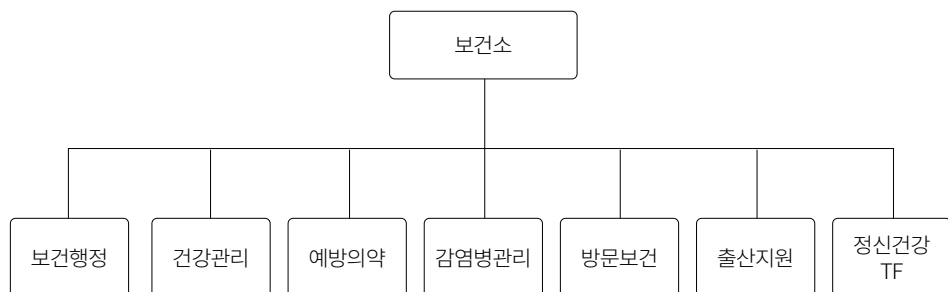 보건소
보건행정
건강관리
예방의약
감염병관리
방문보건
출산지원
정신건강
TF